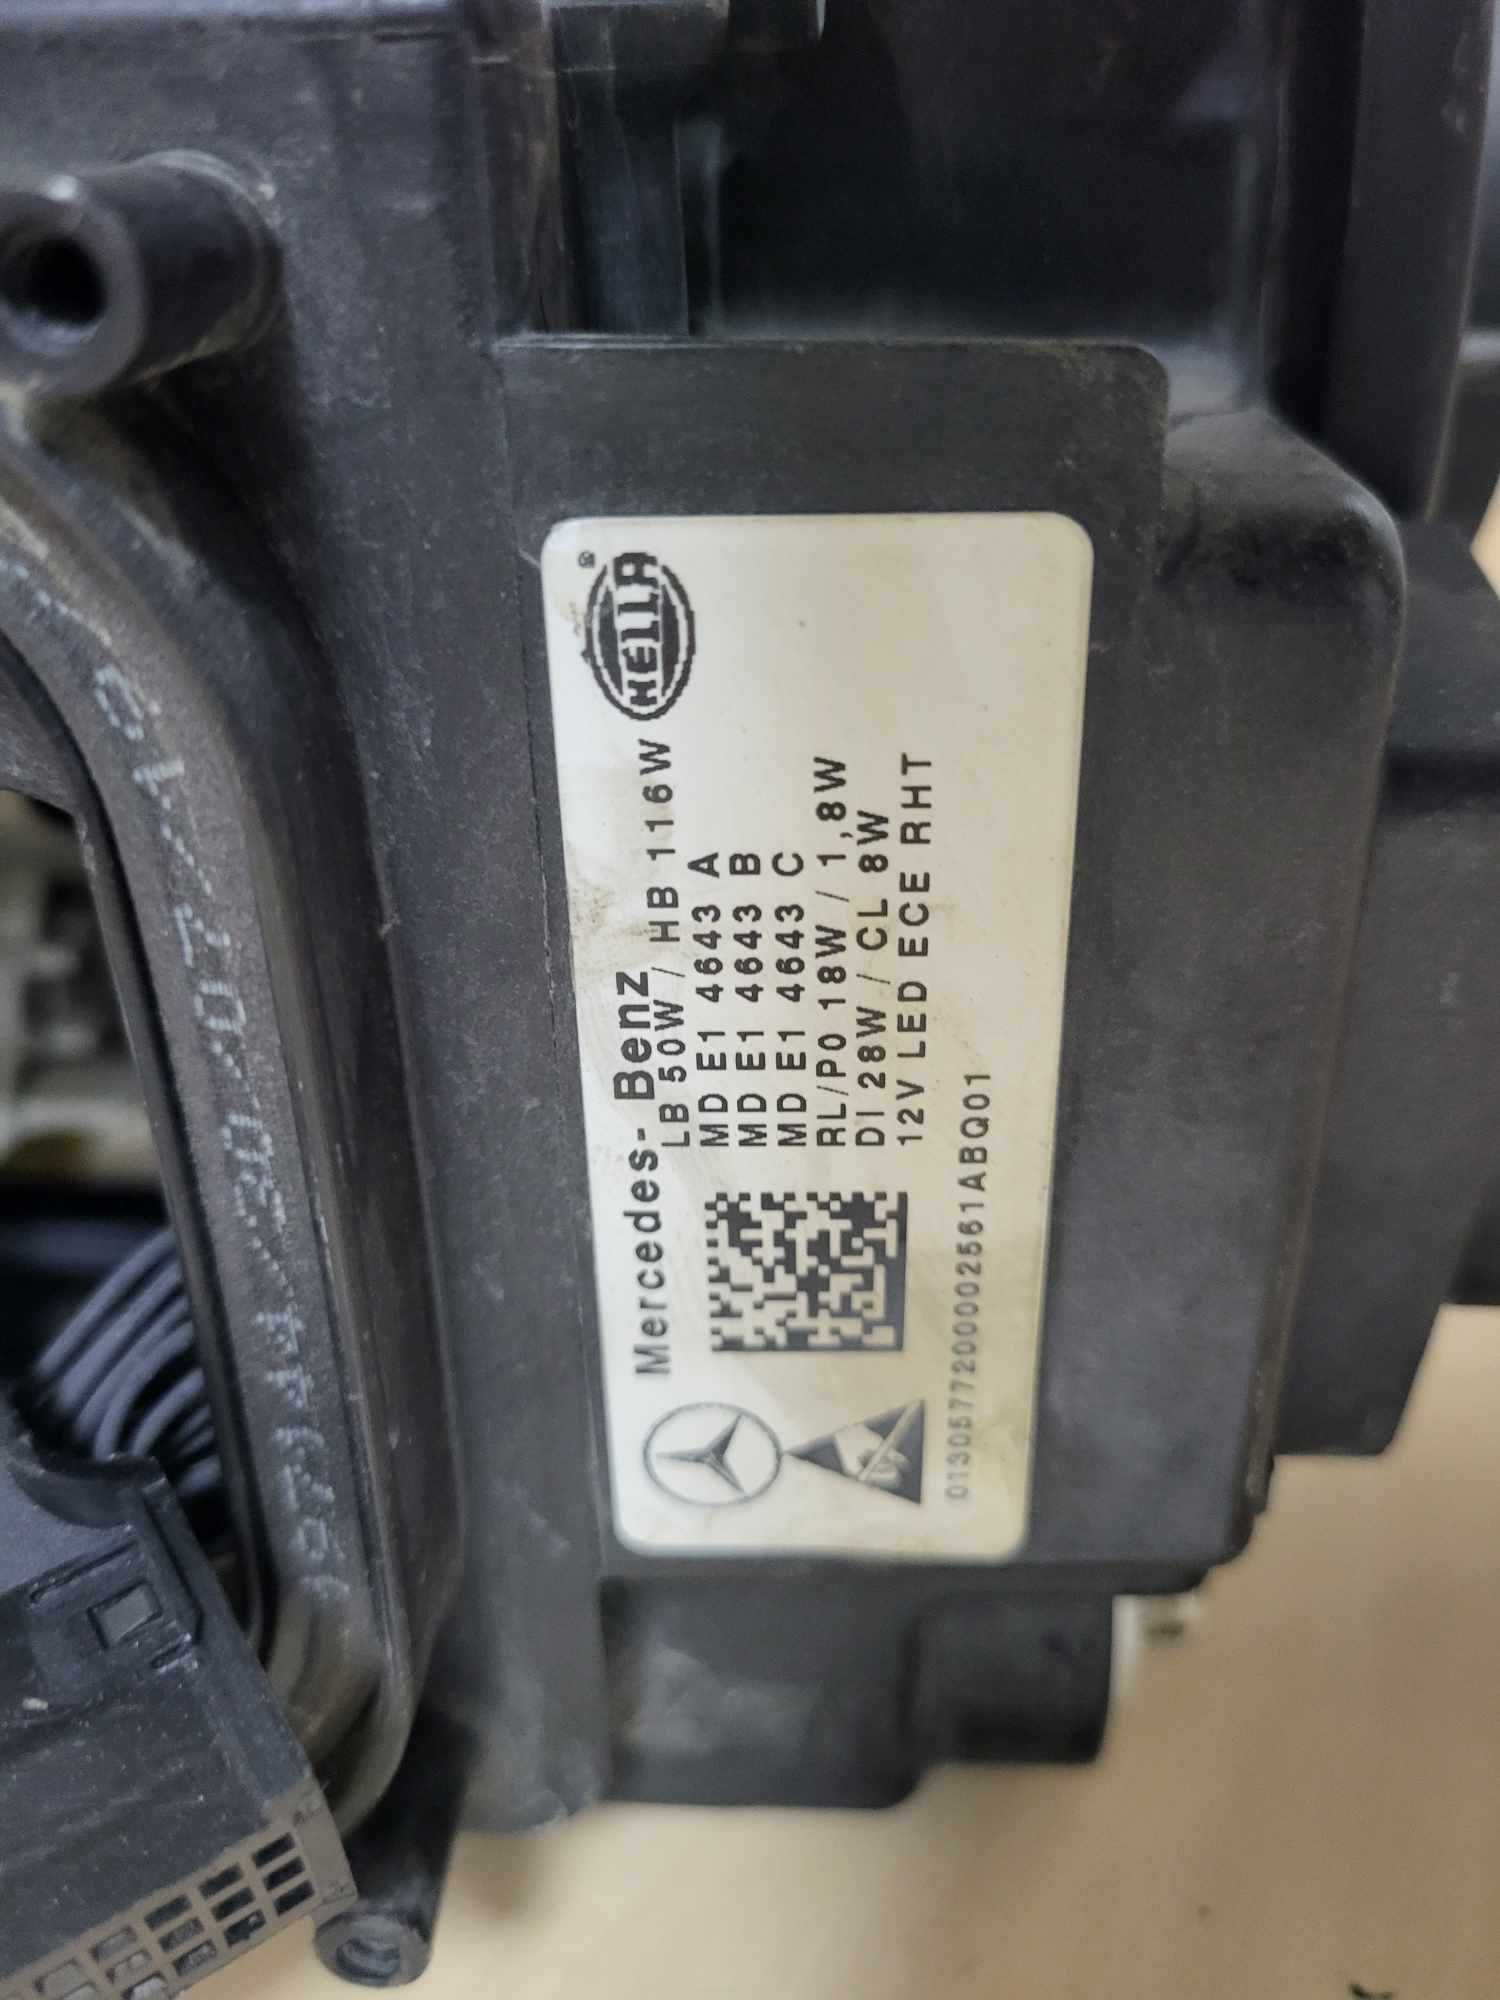 Mercedes-Benz
HELLA
®
LB 50W / HB 116W
MD E1 4643 A
MD E1 4643 B
MD E1 4643 C
RL/PO 18W / 1,8W
DI 28W / CL 8W
12V LED ECE RHT
0130577200002561ABQ01